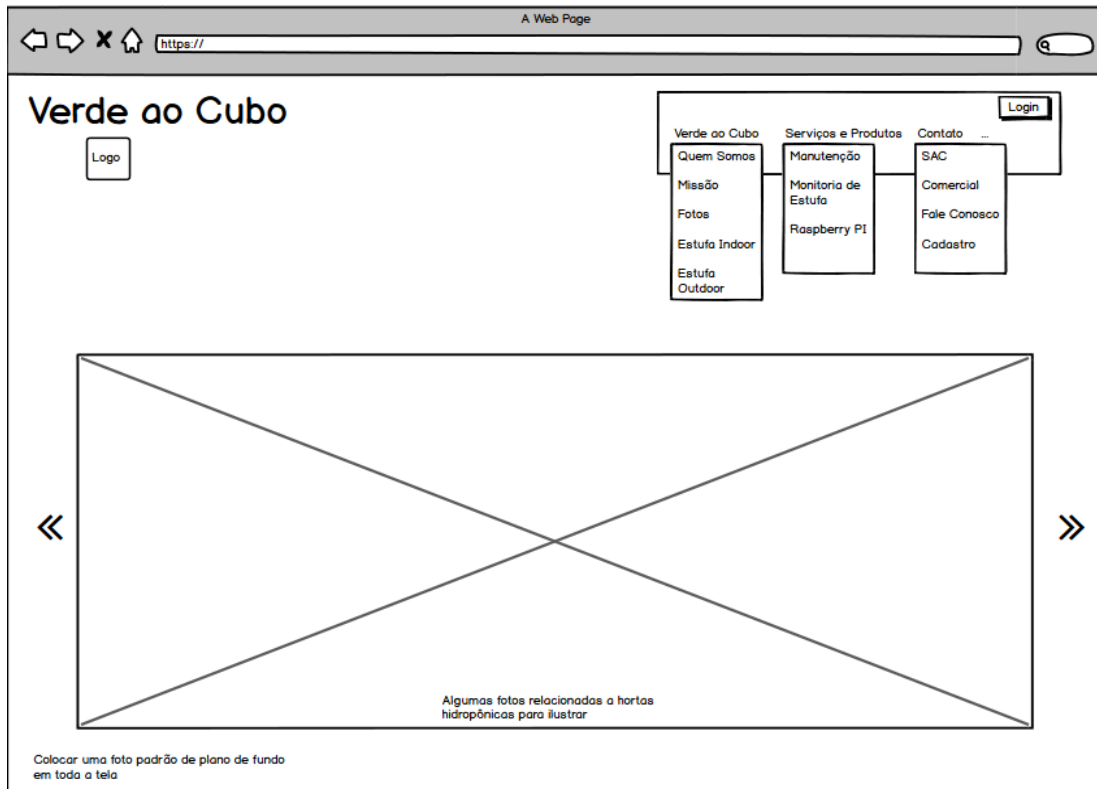 A Web Page
https://
Verde ao Cubo
Logo
Login
Verde ao Cubo
Serviços e Produtos
Contato
...
Quem Somos
Missão
Fotos
Estufa Indoor
Estufa
Outdoor
Manutenção
Monitoria de
Estufa
Raspberry PI
SAC
Comercial
Fale Conosco
Cadastro
Algumas fotos relacionadas a hortas
hidropônicas para ilustrar
Colocar uma foto padrão de plano de fundo
em toda a tela